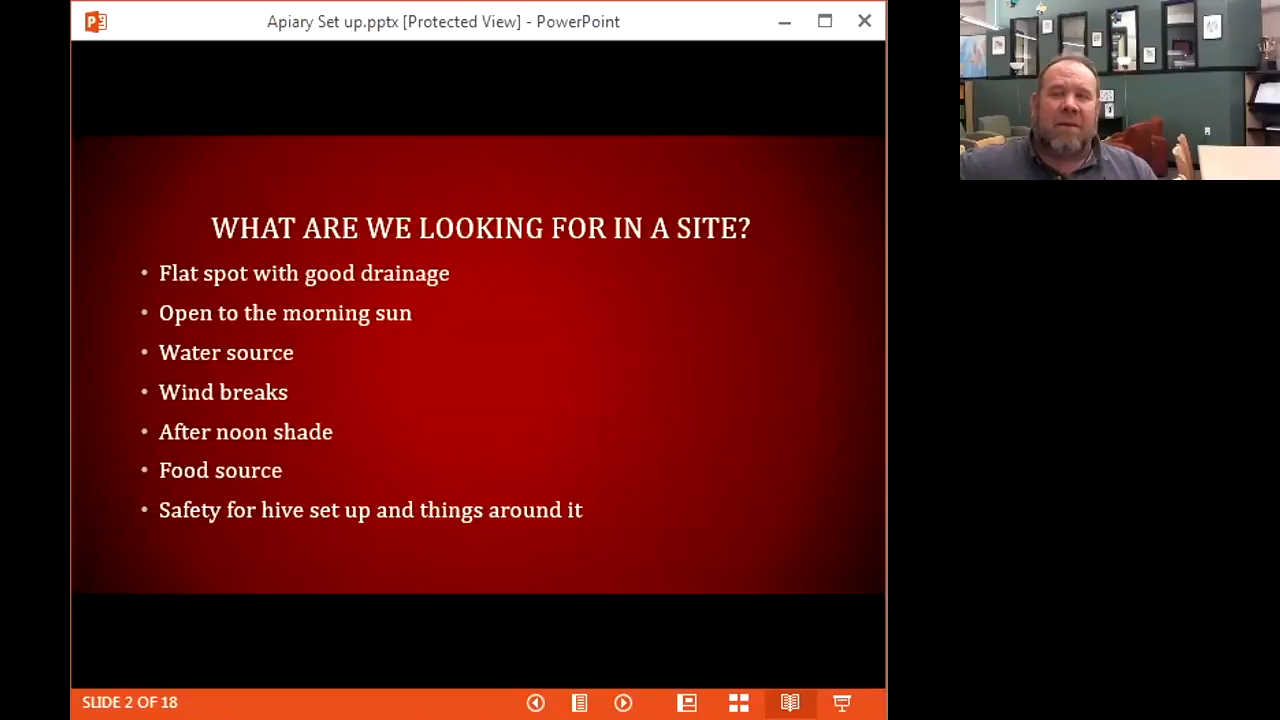 Apiary Set up.pptx [Protected View] - PowerPoint
WHAT ARE WE LOOKING FOR IN A SITE?
• Flat spot with good drainage
• Open to the morning sun
• Water source
• Wind breaks
• After noon shade
• Food source
• Safety for hive set up and things around it
SLIDE 2 OF 18